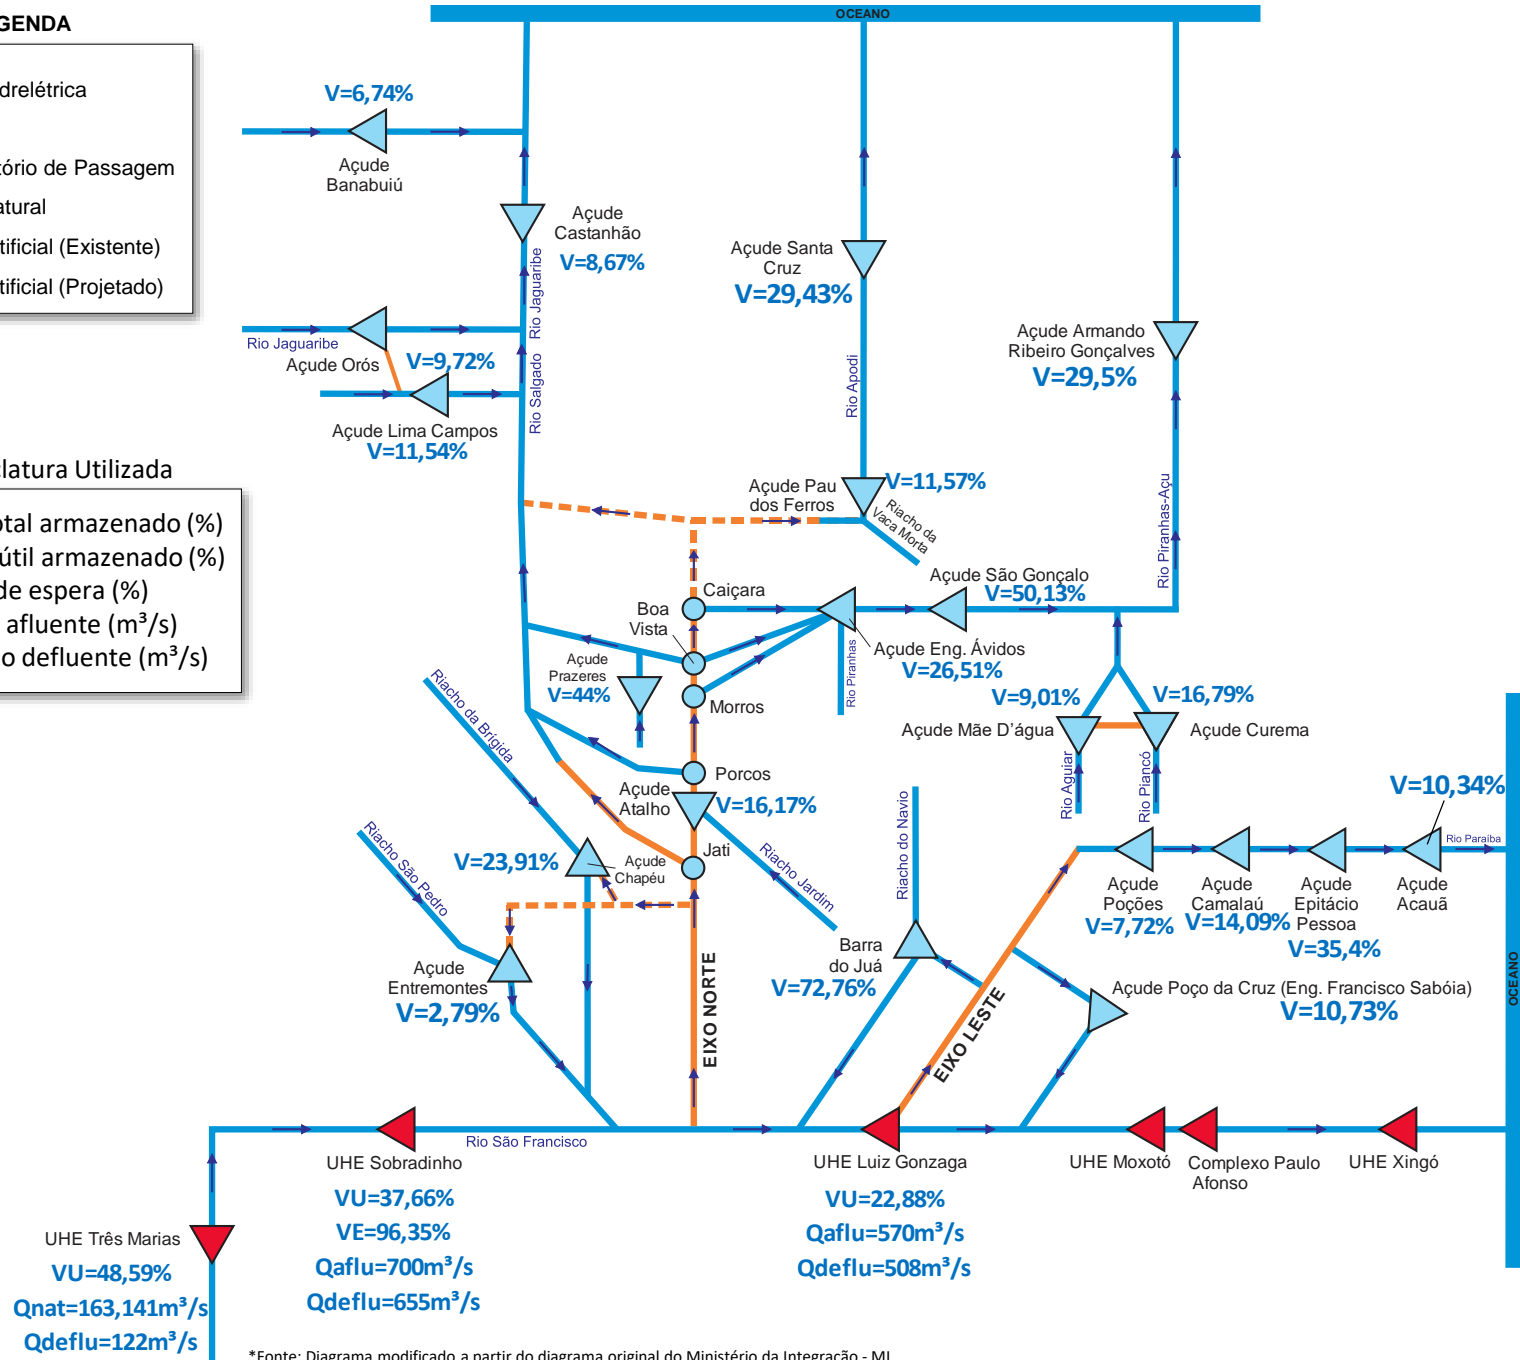 GENDA
drelétrica
tório de Passagem
atural
tificial (Existente)
tificial (Projetado)
clatura Utilizada
otal armazenado (%)
útil armazenado (%)
de espera (%)
afluente (m³/s)
o defluente (m³/s)
OCEANO
V=6,74%
Açude
Banabuiú
Açude
Castanhão
V=8,67%
Rio Jaguaribe
Rio Salgado
Rio Jaguaribe
Açude Orós
V=9,72%
Açude Lima Campos
V=11,54%
Açude Santa
Cruz
V=29,43%
Rio Apodi
Açude Armando
Ribeiro Gonçalves
V=29,5%
Rio Piranhas-Açu
Açude Pau
dos Ferros
V=11,57%
Riacho da
Vaca Morta
Açude São Gonçalo
V=50,13%
Caiçara
Boa
Vista
Açude Eng. Ávidos
V=26,51%
Rio Piranhas
Açude
Prazeres
V=44%
Morros
V=9,01%
V=16,79%
Açude Mãe D'água
Açude Curema
Rio Aguiar
Rio Piancó
Riacho da Brígida
Porcos
Açude
Atalho
V=16,17%
Jati
Riacho Jardim
Riacho São Pedro
V=23,91%
Açude
Chapéu
Riacho do Navio
V=10,34%
Rio Paraíba
Açude
Poções
V=7,72%
Açude
Camalaú
V=14,09%
Açude
Epitácio
Pessoa
V=35,4%
Açude
Acauã
Açude
Entremontes
V=2,79%
EIXO NORTE
Barra
do Juá
V=72,76%
EIXO LESTE
Açude Poço da Cruz (Eng. Francisco Sabóia)
V=10,73%
OCEANO
Rio São Francisco
UHE Sobradinho
VU=37,66%
VE=96,35%
Qaflu=700m³/s
Qdeflu=655m³/s
UHE Luiz Gonzaga
VU=22,88%
Qaflu=570m³/s
Qdeflu=508m³/s
UHE Moxotó
Complexo Paulo
Afonso
UHE Xingó
UHE Três Marias
VU=48,59%
Qnat=163,141m³/s
Qdeflu=122m³/s
*Fonte: Diagrama modificado a partir do diagrama original do Ministério da Integração - MI